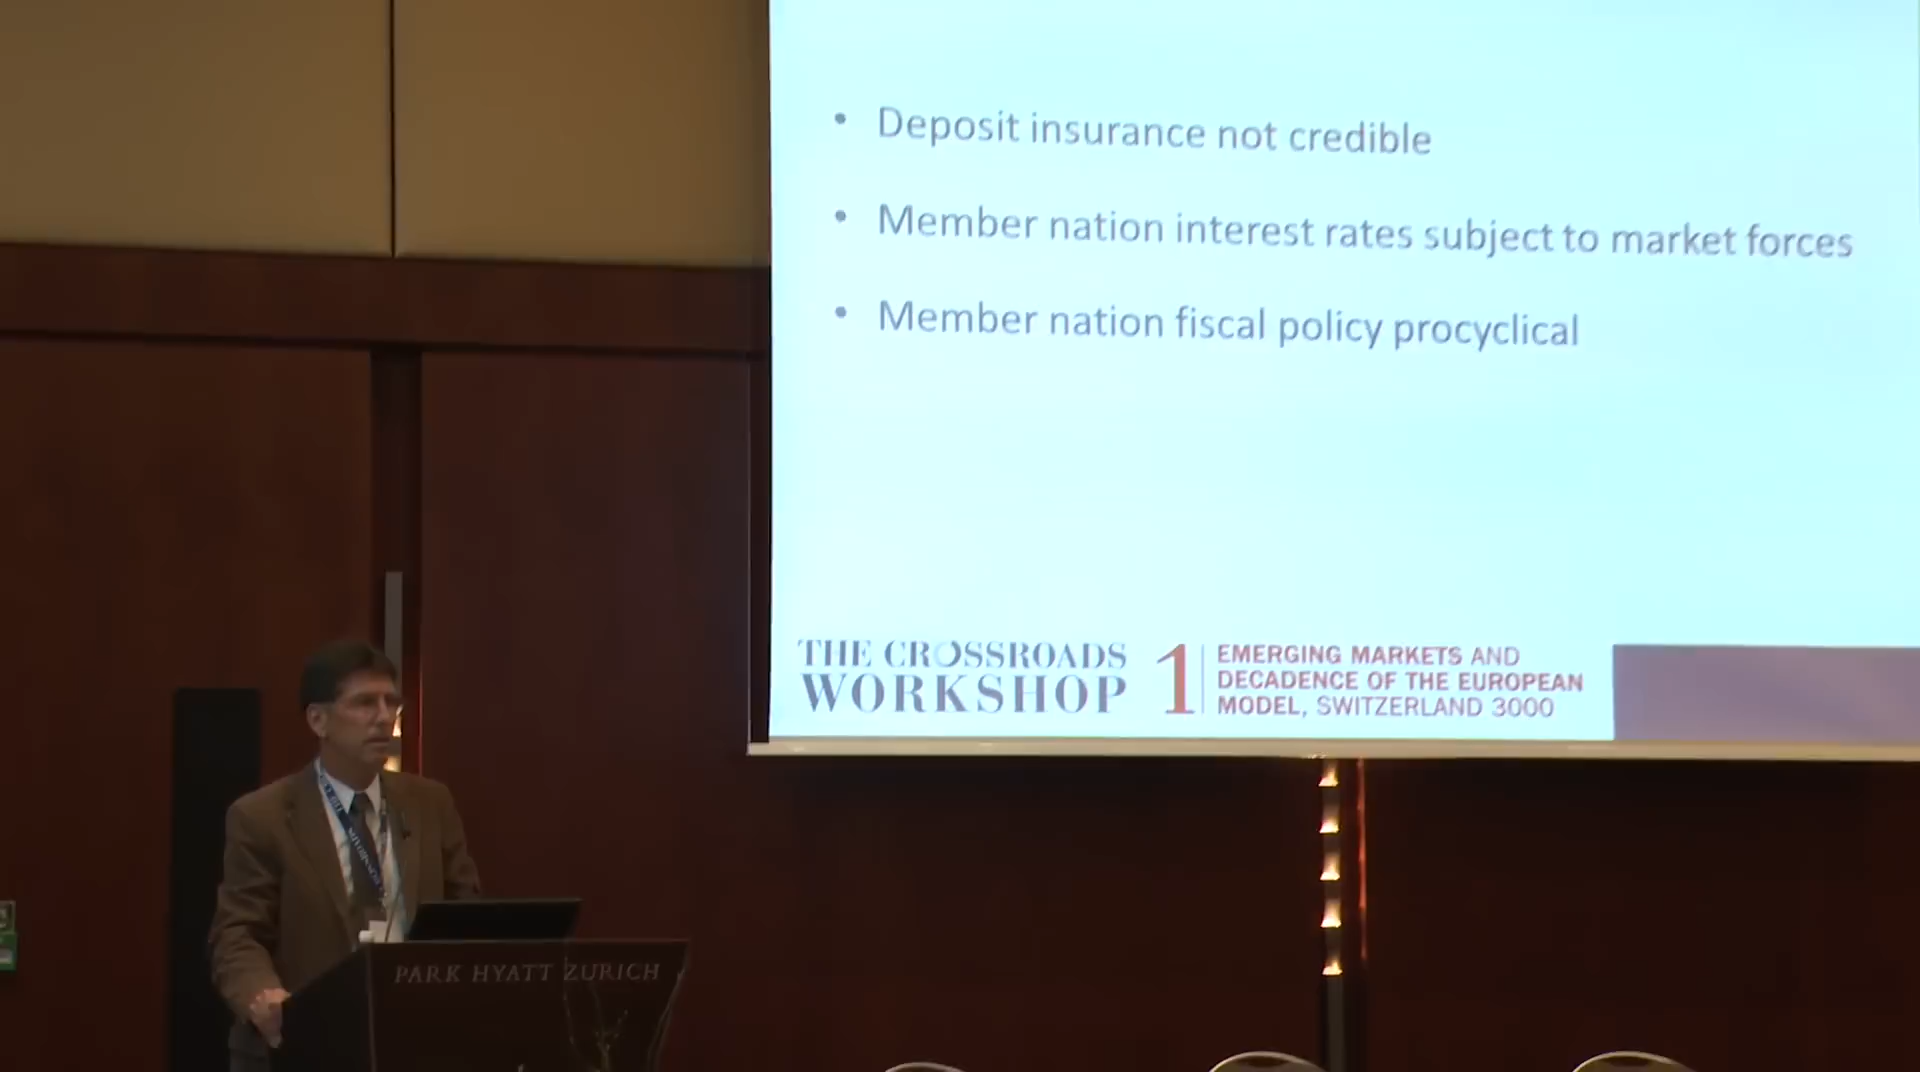 • Deposit insurance not credible
• Member nation interest rates subject to market forces
• Member nation fiscal policy procyclical
THE CROSSROADS
WORKSHOP
1
EMERGING MARKETS AND
DECADENCE OF THE EUROPEAN
MODEL, SWITZERLAND 3000
PARK HYATT ZURICH